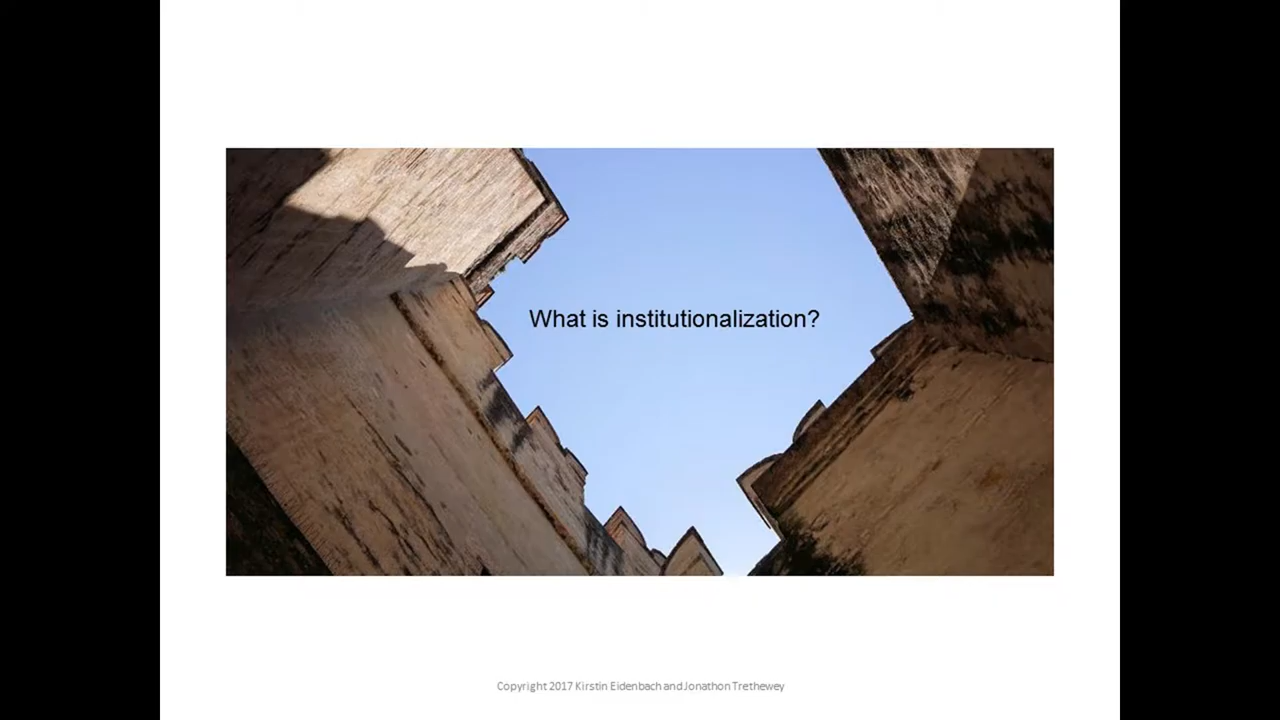 What is institutionalization?
Copyright 2017 Kirstin Eidenbach and Jonathon Trethewey